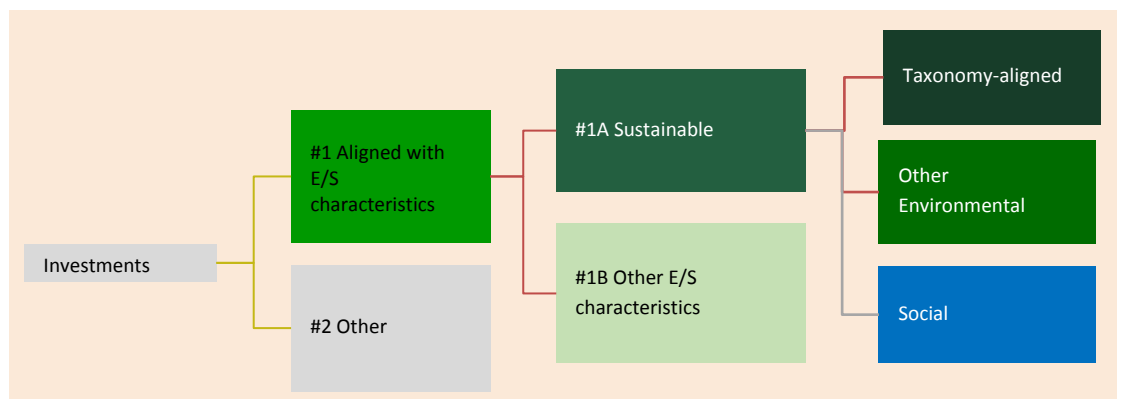 Investments
#1 Aligned with
E/S
characteristics
#2 Other
#1A Sustainable
#1B Other E/S
characteristics
Taxonomy-aligned
Other
Environmental
Social